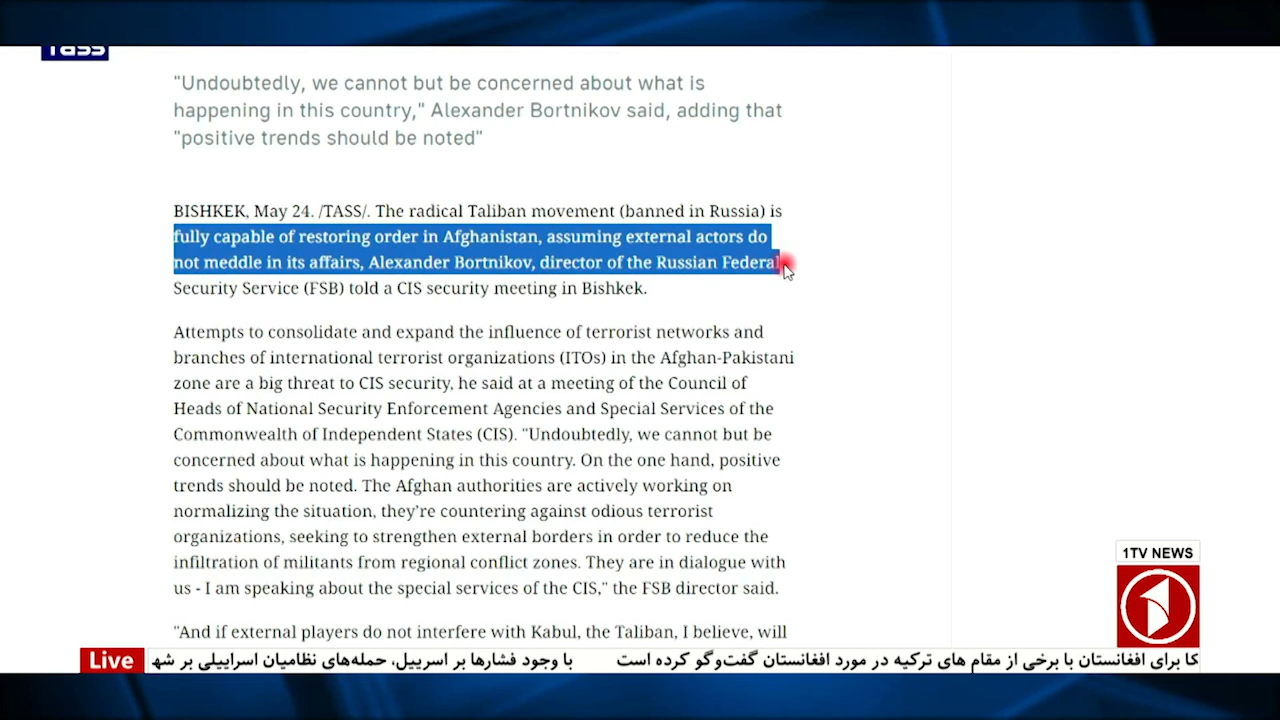 Tass
"Undoubtedly, we cannot but be concerned about what is
happening in this country," Alexander Bortnikov said, adding that
"positive trends should be noted"
BISHKEK, May 24. /TASS/. The radical Taliban movement (banned in Russia) is
fully capable of restoring order in Afghanistan, assuming external actors do
not meddle in its affairs, Alexander Bortnikov, director of the Russian Federal
Security Service (FSB) told a CIS security meeting in Bishkek.
Attempts to consolidate and expand the influence of terrorist networks and
branches of international terrorist organizations (ITOs) in the Afghan-Pakistani
zone are a big threat to CIS security, he said at a meeting of the Council of
Heads of National Security Enforcement Agencies and Special Services of the
Commonwealth of Independent States (CIS). "Undoubtedly, we cannot but be
concerned about what is happening in this country. On the one hand, positive
trends should be noted. The Afghan authorities are actively working on
normalizing the situation, they're countering against odious terrorist
organizations, seeking to strengthen external borders in order to reduce the
infiltration of militants from regional conflict zones. They are in dialogue with
us - I am speaking about the special services of the CIS," the FSB director said.
"And if external players do not interfere with Kabul, the Taliban, I believe, will
1TV NEWS
Live
کا برای افغانستان با برخی از مقام های ترکیه در مورد افغانستان گفت‌وگو کرده است
با وجود فشارها بر اسرییل، حمله‌های نظامیان اسراییلی بر شه